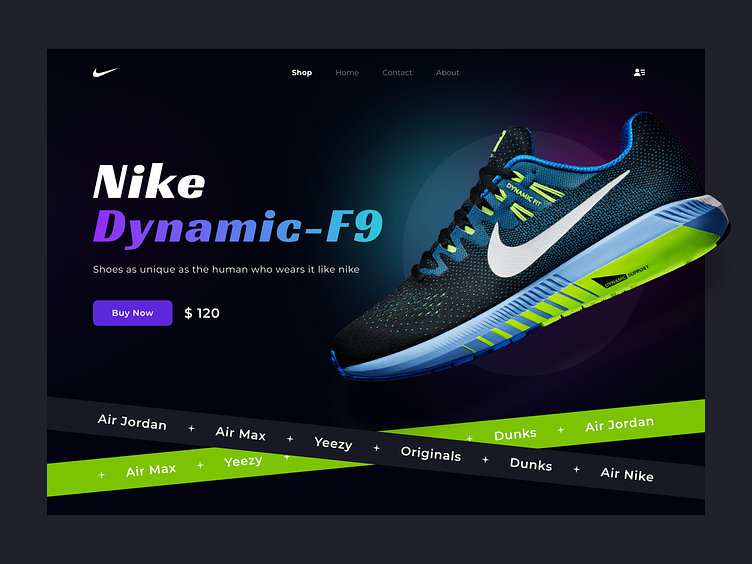 Shop Home Contact About
Nike
Dynamic-F9
Shoes as unique as the human who wears it like nike
Buy Now $ 120
DYNAMIC FIT
DYNAMIC SUPPORT
Air Jordan + Air Max + Yeezy + Originals + Dunks + Air Nike
+ Air Max + Yeezy + + Dunks + Air Jordan